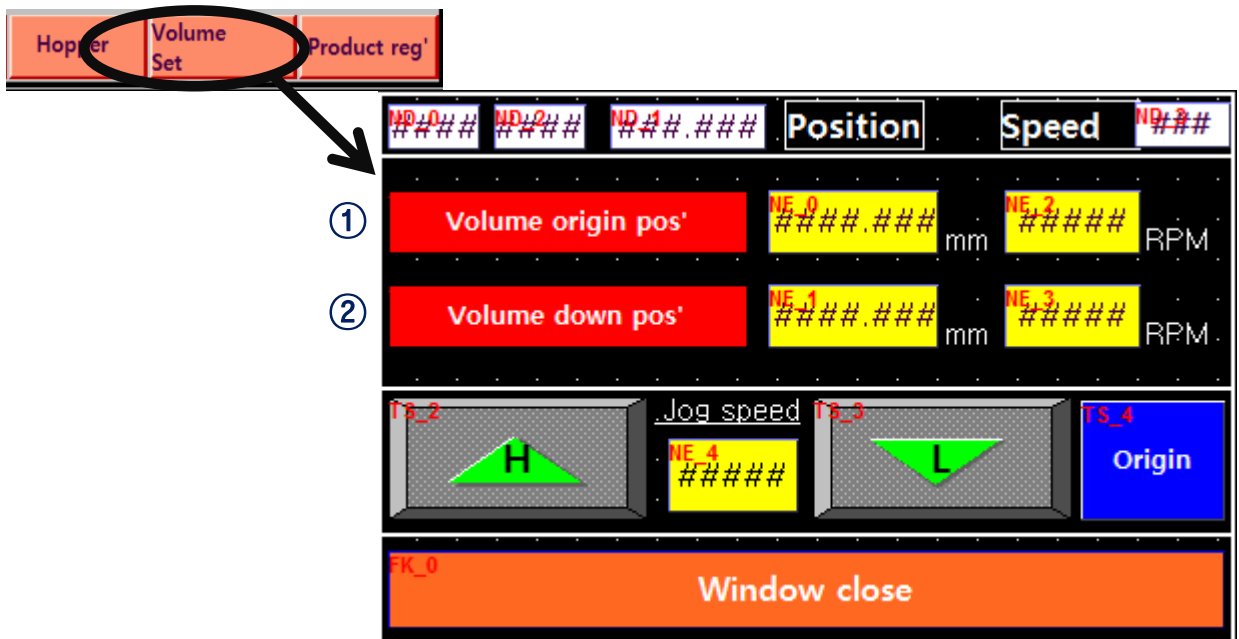 Hopper
Volume
Set
Product reg'
ND_0 #### ND_2 #### ND_1 ###.### Position Speed ###
① Volume origin pos' NE_0 ####.### mm NE_2 ##### RPM
② Volume down pos' NE_1 ####.### mm NE_3 ##### RPM
TS_2 H Jog speed TS_3 L TS_4
NE_4 ##### Origin
FK_0
Window close